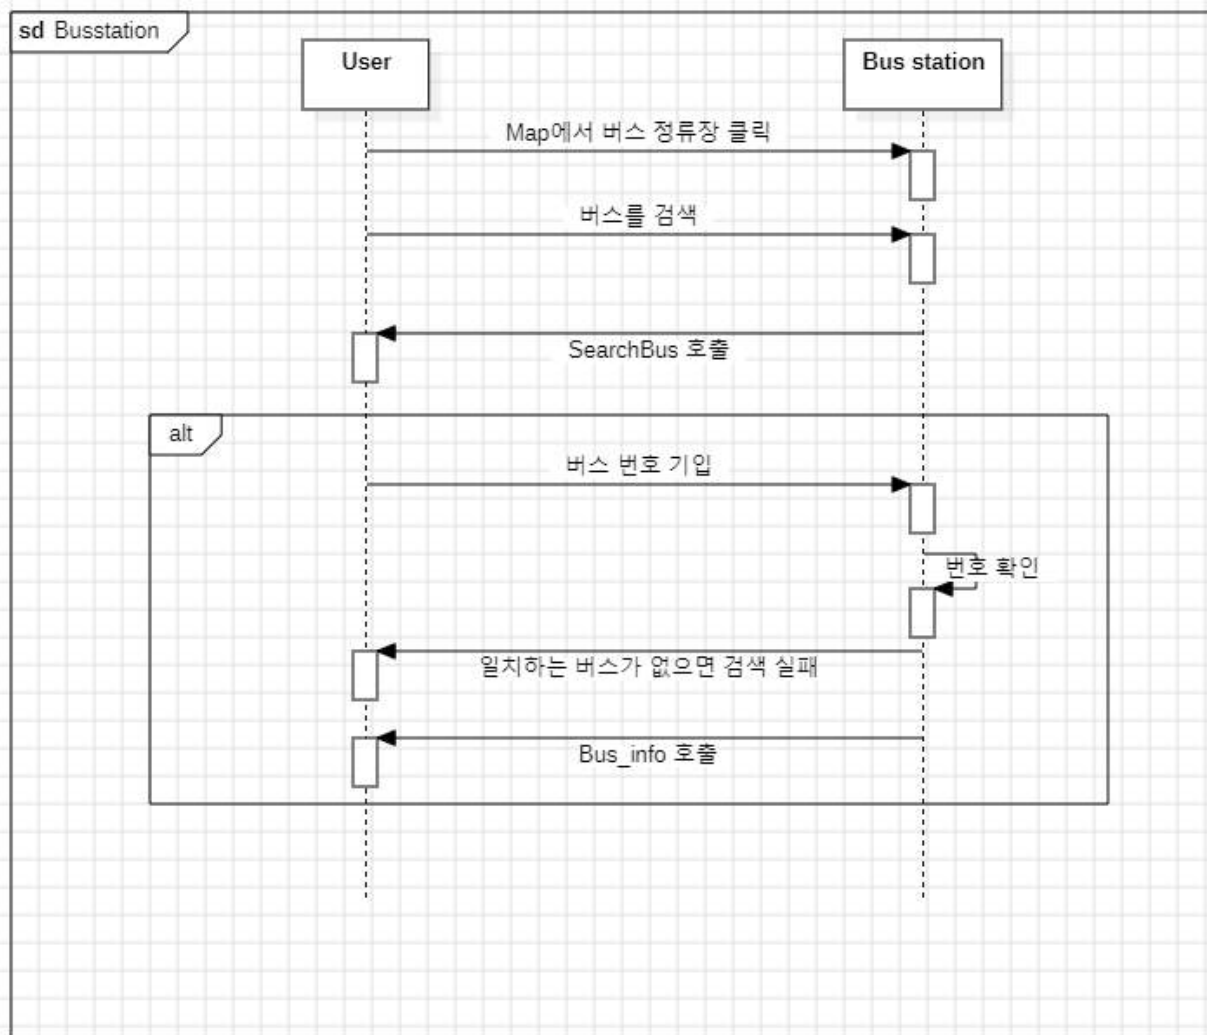 sd Busstation
User
Bus station
Map에서 버스 정류장 클릭
버스를 검색
SearchBus 호출
alt
버스 번호 기입
번호 확인
일치하는 버스가 없으면 검색 실패
Bus_info 호출